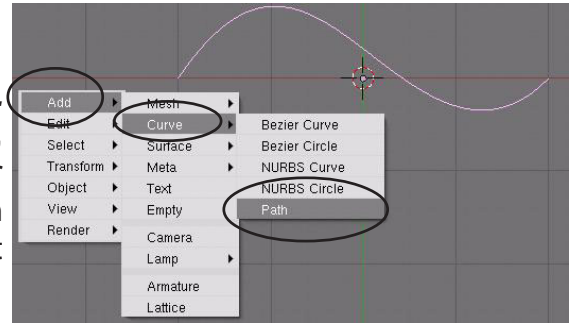 Add
Edit
Select
Transform
Object
View
Render
Mesh
Curve
Surface
Meta
Text
Empty
Camera
Lamp
Armature
Lattice
Bezier Curve
Bezier Circle
NURBS Curve
NURBS Circle
Path